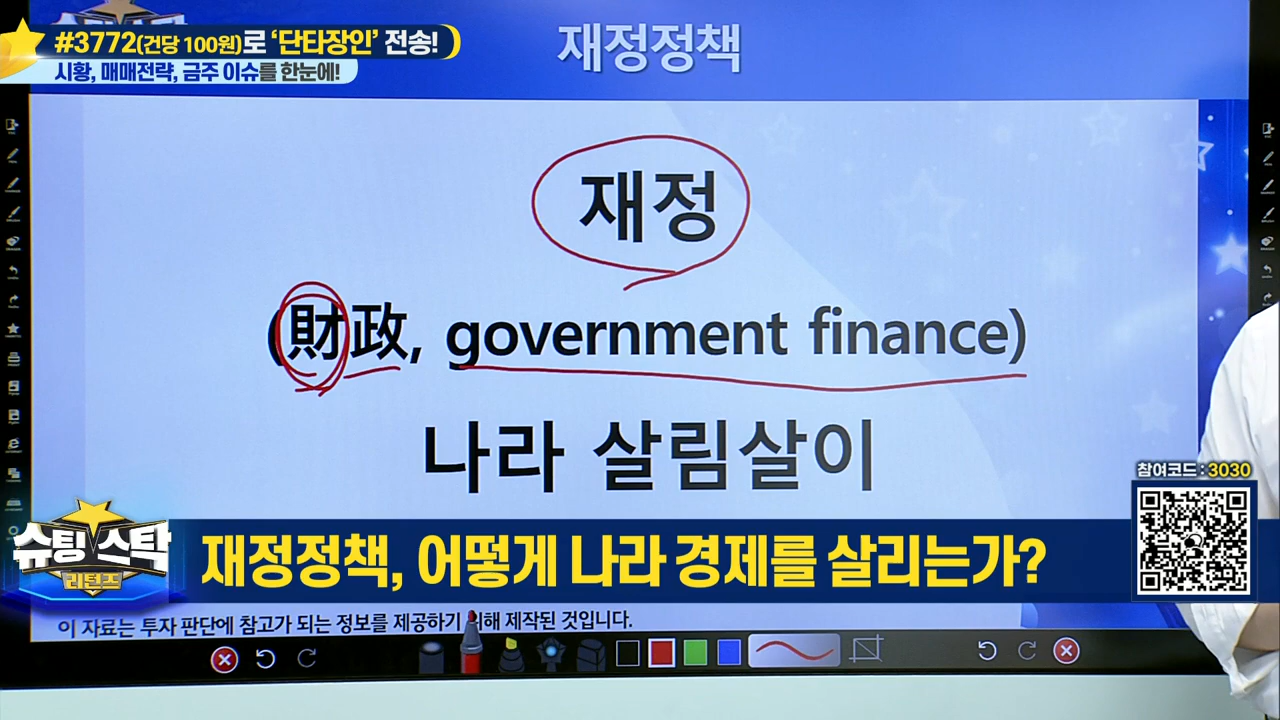 #3772(건당 100원)로 ‘단타장인’ 전송!
시황, 매매전략, 금주 이슈를 한눈에!
재정정책
재정
(財政, government finance)
나라 살림살이
참여코드 : 3030
슈팅 스탁
리턴즈
재정정책, 어떻게 나라 경제를 살리는가?
이 자료는 투자 판단에 참고가 되는 정보를 제공하기 위해 제작된 것입니다.